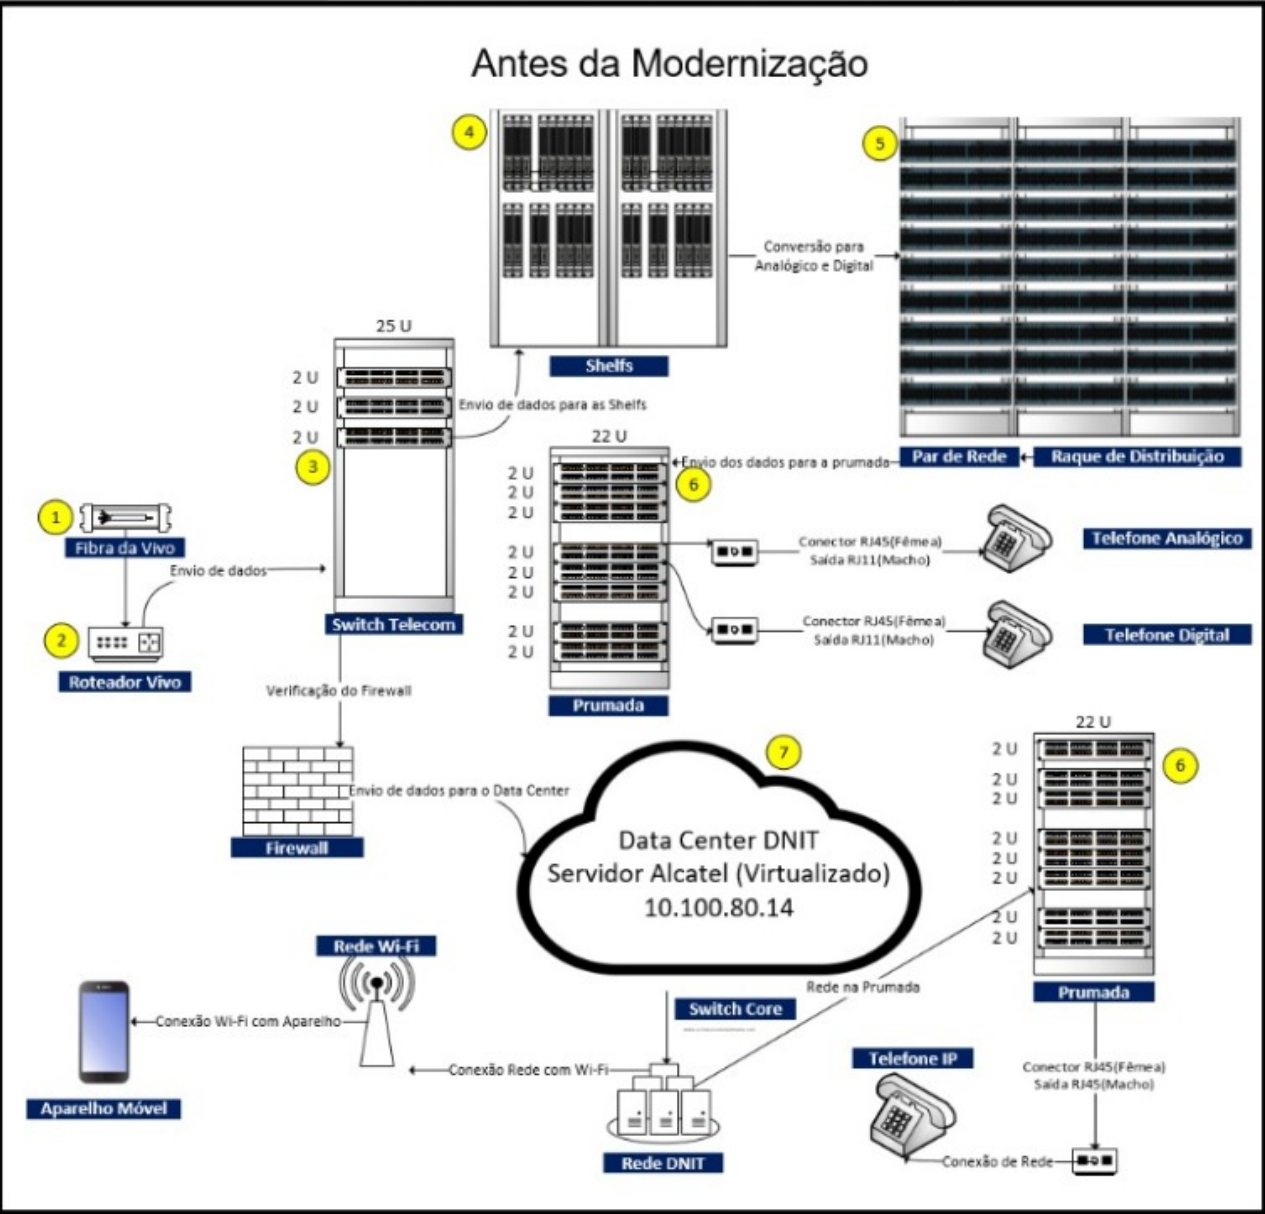 Antes da Modernização
4
5
Conversão para
Analógico e Digital
25 U
Shelfs
2 U
2 U
2 U
Envio de dados para as Shelfs
3
22 U
Envio dos dados para a prumada
Par de Rede
Raque de Distribuição
6
2 U
2 U
2 U
2 U
2 U
2 U
2 U
2 U
1
Fibra da Vivo
Envio de dados
2
Roteador Vivo
Switch Telecom
Conector RJ45(Fêmea)
Saída RJ11(Macho)
Telefone Analógico
Conector RJ45(Fêmea)
Saída RJ11(Macho)
Telefone Digital
Prumada
Verificação do Firewall
Firewall
Envio de dados para o Data Center
7
Data Center DNIT
Servidor Alcatel (Virtualizado)
10.100.80.14
22 U
6
2 U
2 U
2 U
2 U
2 U
2 U
2 U
2 U
Prumada
Rede na Prumada
Switch Core
Rede Wi-Fi
Conexão Wi-Fi com Aparelho
Aparelho Móvel
Conexão Rede com Wi-Fi
Rede DNIT
Telefone IP
Conector RJ45(Fêmea)
Saída RJ45(Macho)
Conexão de Rede